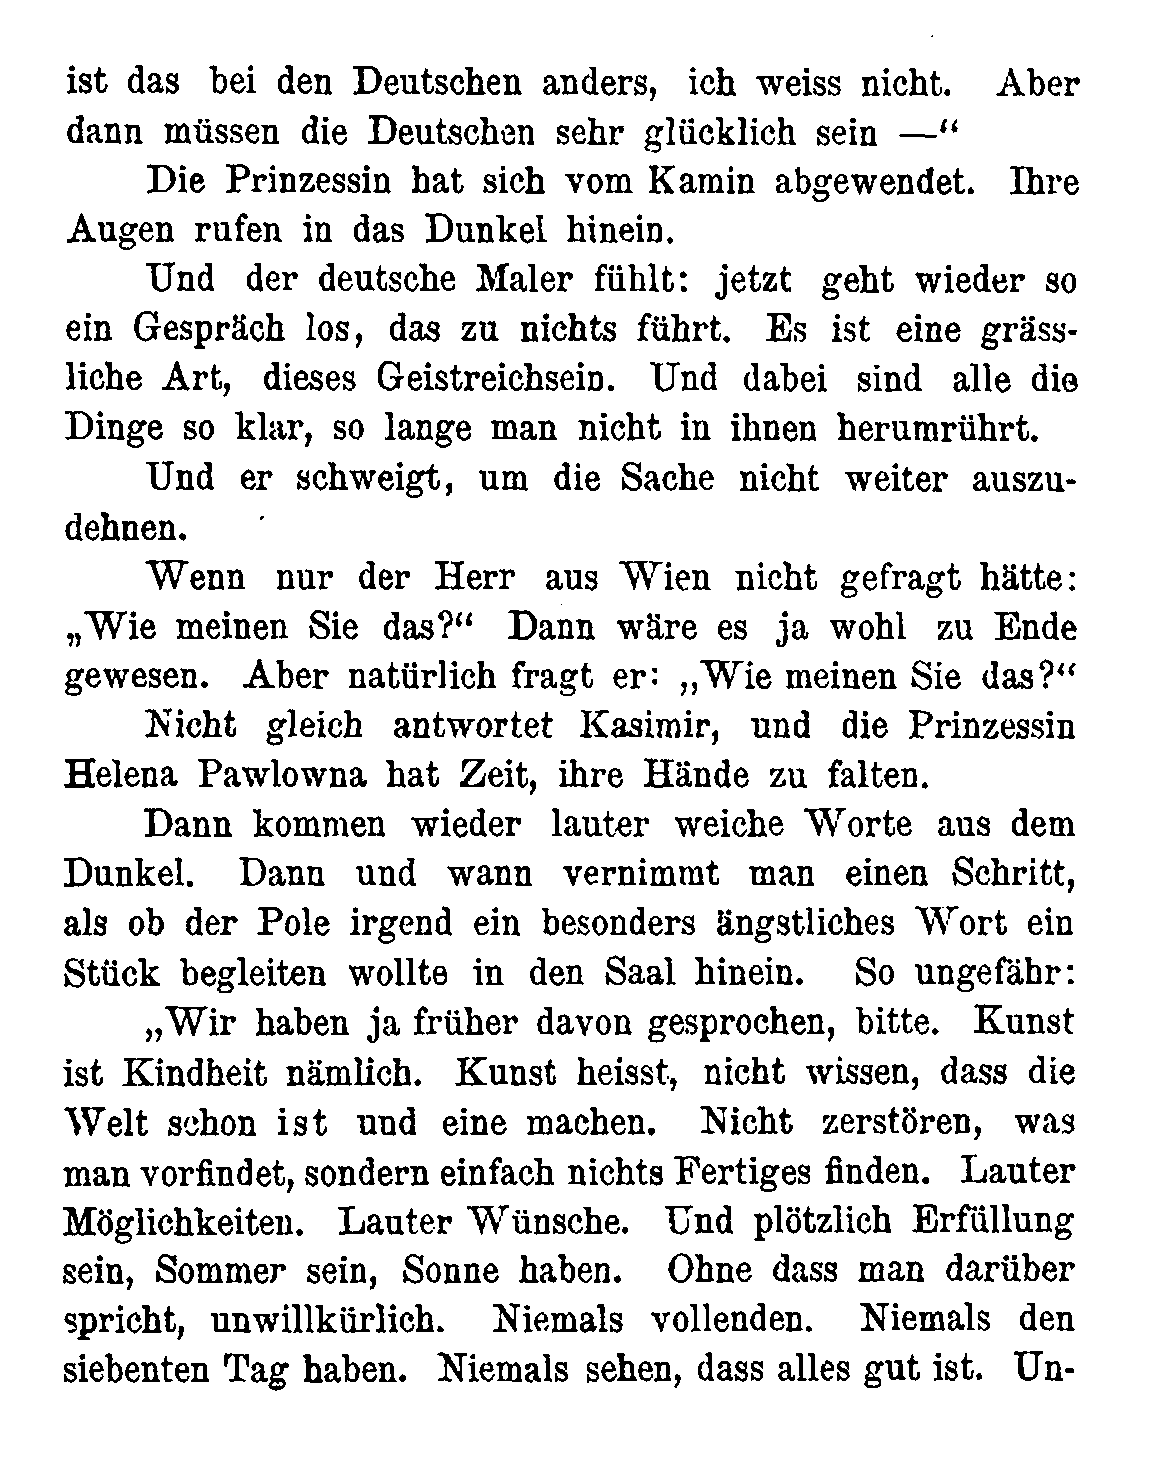 ist das bei den Deutschen anders, ich weiss nicht. Aber
dann müssen die Deutschen sehr glücklich sein —“
Die Prinzessin hat sich vom Kamin abgewendet. Ihre
Augen rufen in das Dunkel hinein.
Und der deutsche Maler fühlt: jetzt geht wieder so
ein Gespräch los, das zu nichts führt. Es ist eine gräss-
liche Art, dieses Geistreichsein. Und dabei sind alle die
Dinge so klar, so lange man nicht in ihnen herumrührt.
Und er schweigt, um die Sache nicht weiter auszu-
dehnen.
Wenn nur der Herr aus Wien nicht gefragt hätte:
„Wie meinen Sie das?“ Dann wäre es ja wohl zu Ende
gewesen. Aber natürlich fragt er: „Wie meinen Sie das?“
Nicht gleich antwortet Kasimir, und die Prinzessin
Helena Pawlowna hat Zeit, ihre Hände zu falten.
Dann kommen wieder lauter weiche Worte aus dem
Dunkel. Dann und wann vernimmt man einen Schritt,
als ob der Pole irgend ein besonders ängstliches Wort ein
Stück begleiten wollte in den Saal hinein. So ungefähr:
„Wir haben ja früher davon gesprochen, bitte. Kunst
ist Kindheit nämlich. Kunst heisst, nicht wissen, dass die
Welt schon ist und eine machen. Nicht zerstören, was
man vorfindet, sondern einfach nichts Fertiges finden. Lauter
Möglichkeiten. Lauter Wünsche. Und plötzlich Erfüllung
sein, Sommer sein, Sonne haben. Ohne dass man darüber
spricht, unwillkürlich. Niemals vollenden. Niemals den
siebenten Tag haben. Niemals sehen, dass alles gut ist. Un-